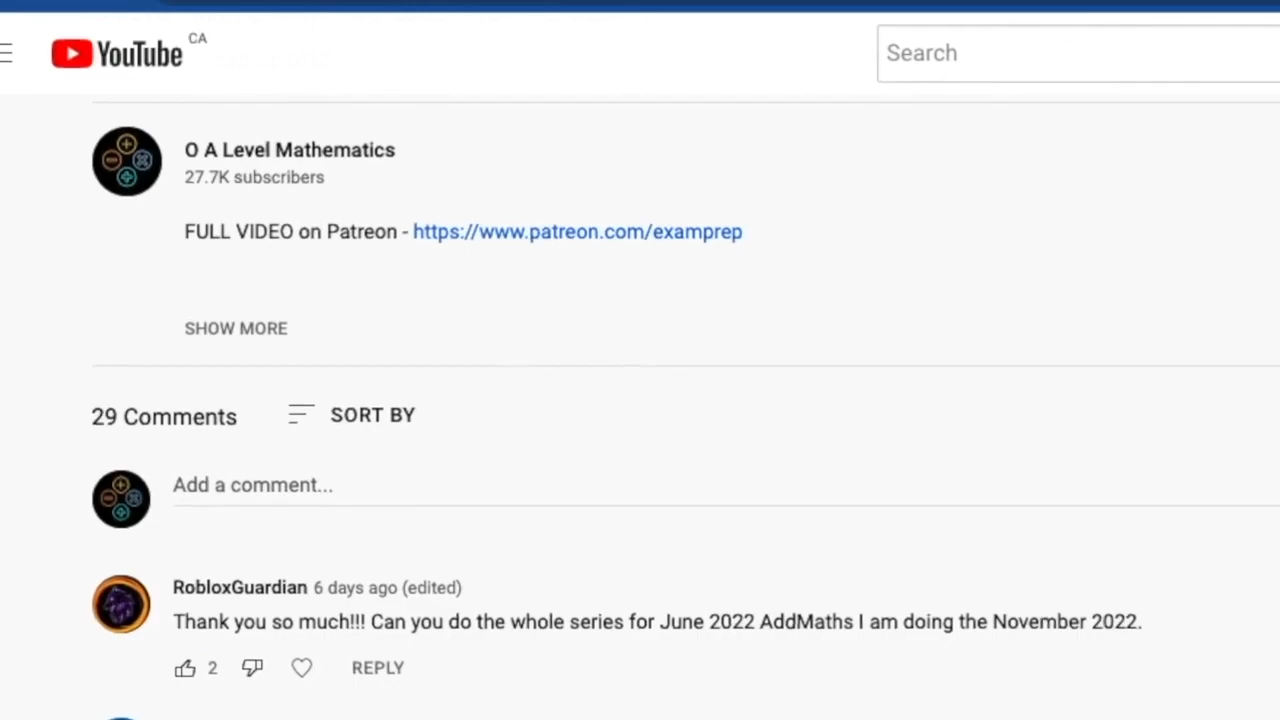 YouTube CA
Search
O A Level Mathematics
27.7K subscribers
FULL VIDEO on Patreon - https://www.patreon.com/examprep
SHOW MORE
29 Comments SORT BY
Add a comment...
RobloxGuardian 6 days ago (edited)
Thank you so much!!! Can you do the whole series for June 2022 AddMaths I am doing the November 2022.
2 REPLY